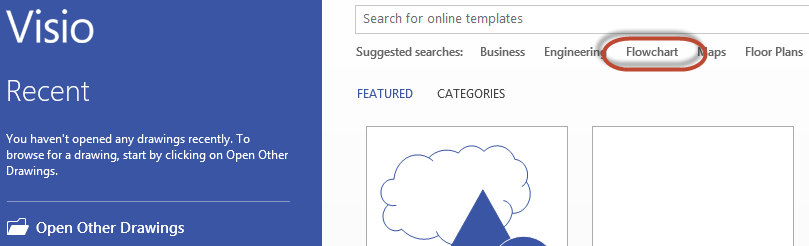 Visio
Recent
You haven't opened any drawings recently. To
browse for a drawing, start by clicking on Open Other
Drawings.
Open Other Drawings
Search for online templates
Suggested searches: Business Engineering Flowchart Maps Floor Plans
FEATURED CATEGORIES